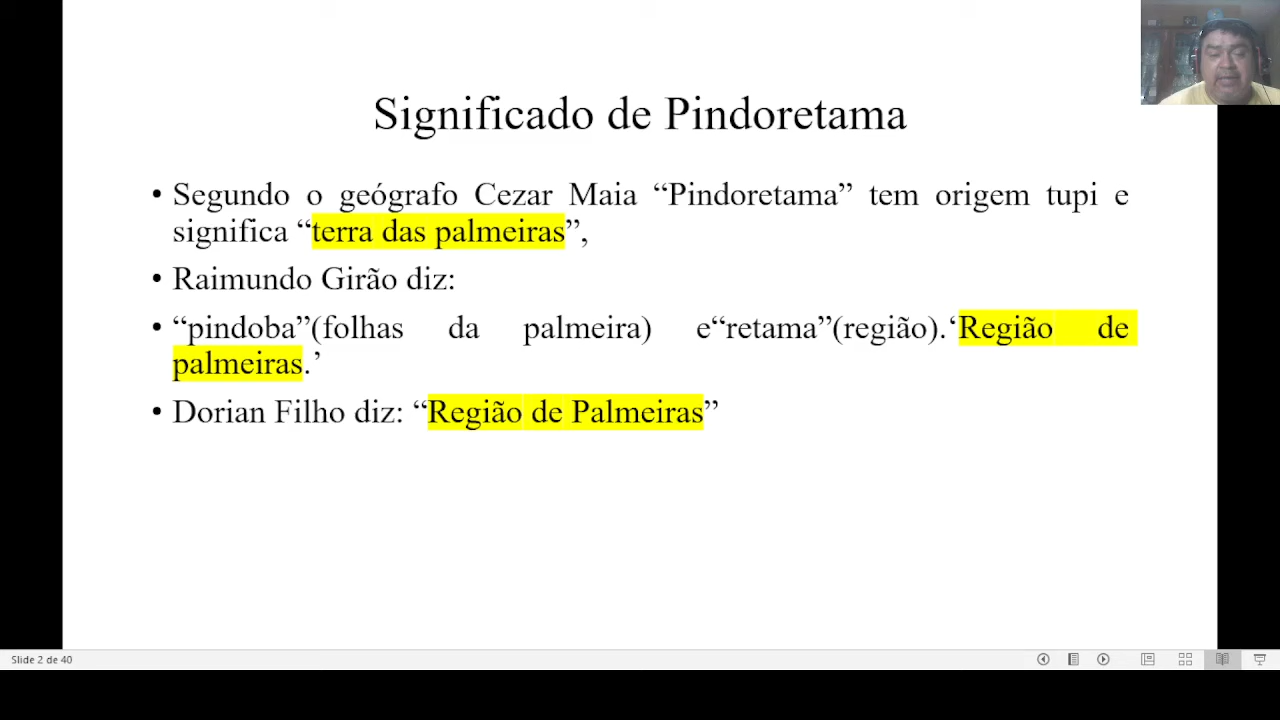 Significado de Pindoretama
• Segundo o geógrafo Cezar Maia “Pindoretama” tem origem tupi e
significa “terra das palmeiras”,
• Raimundo Girão diz:
• “pindoba”(folhas da palmeira) e“retama”(região).‘Região de
palmeiras.’
• Dorian Filho diz: “Região de Palmeiras”
Slide 2 de 40